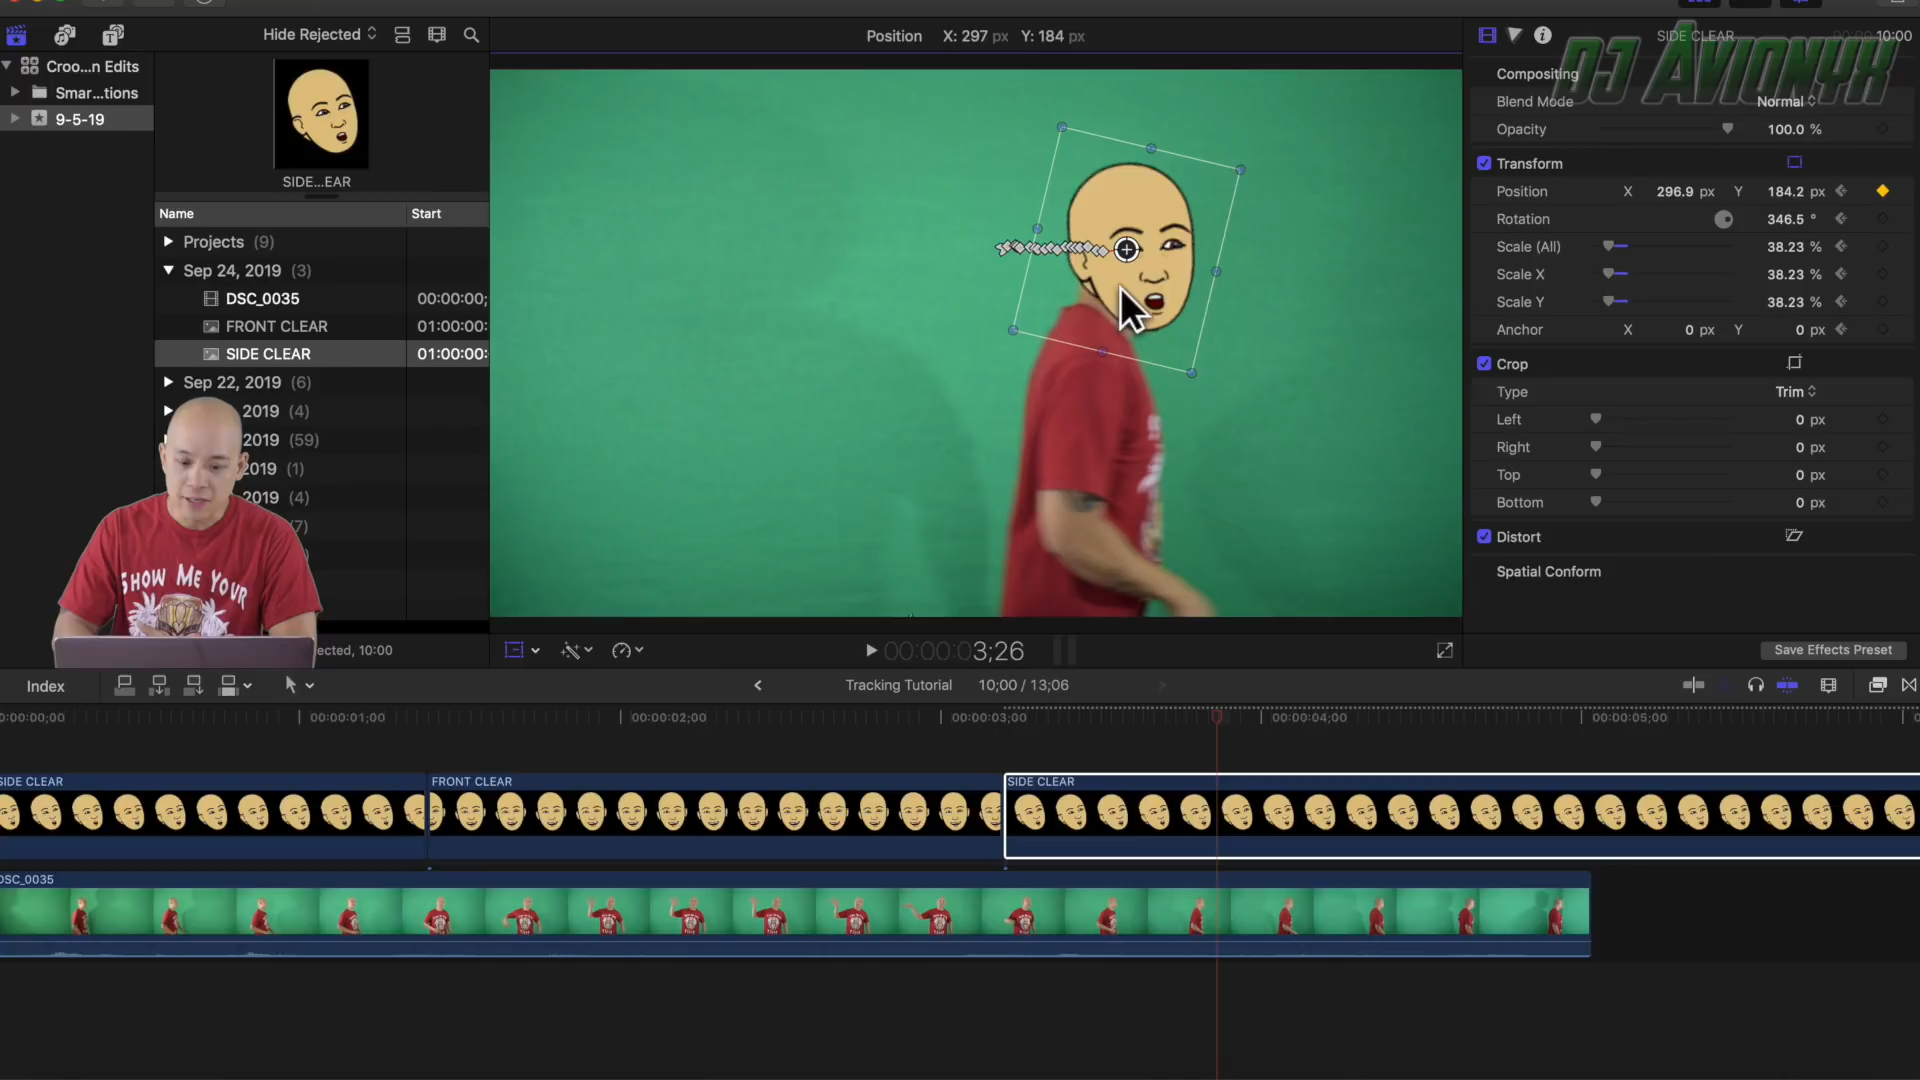 Hide Rejected
Position X: 297 px Y: 184 px
SIDE CLEAR
10:00
DJ AVIONYX
Croo...n Edits
Smar...tions
9-5-19
SIDE...EAR
Name Start
Projects (9)
Sep 24, 2019 (3)
DSC_0035 00:00:00;
FRONT CLEAR 01:00:00:
SIDE CLEAR 01:00:00:
Sep 22, 2019 (6)
2019 (4)
2019 (59)
2019 (1)
2019 (4)
(7)
SHOW ME YOUR
ected, 10:00
Compositing
Blend Mode Normal
Opacity 100.0 %
Transform
Position X 296.9 px Y 184.2 px
Rotation 346.5 °
Scale (All) 38.23 %
Scale X 38.23 %
Scale Y 38.23 %
Anchor X 0 px Y 0 px
Crop
Type Trim
Left 0 px
Right 0 px
Top 0 px
Bottom 0 px
Distort
Spatial Conform
Save Effects Preset
00:00:03;26
Index
Tracking Tutorial 10;00 / 13;06
0:00:00;00 00:00:01;00 00:00:02;00 00:00:03;00 00:00:04;00 00:00:05;00
SIDE CLEAR FRONT CLEAR SIDE CLEAR
DSC_0035